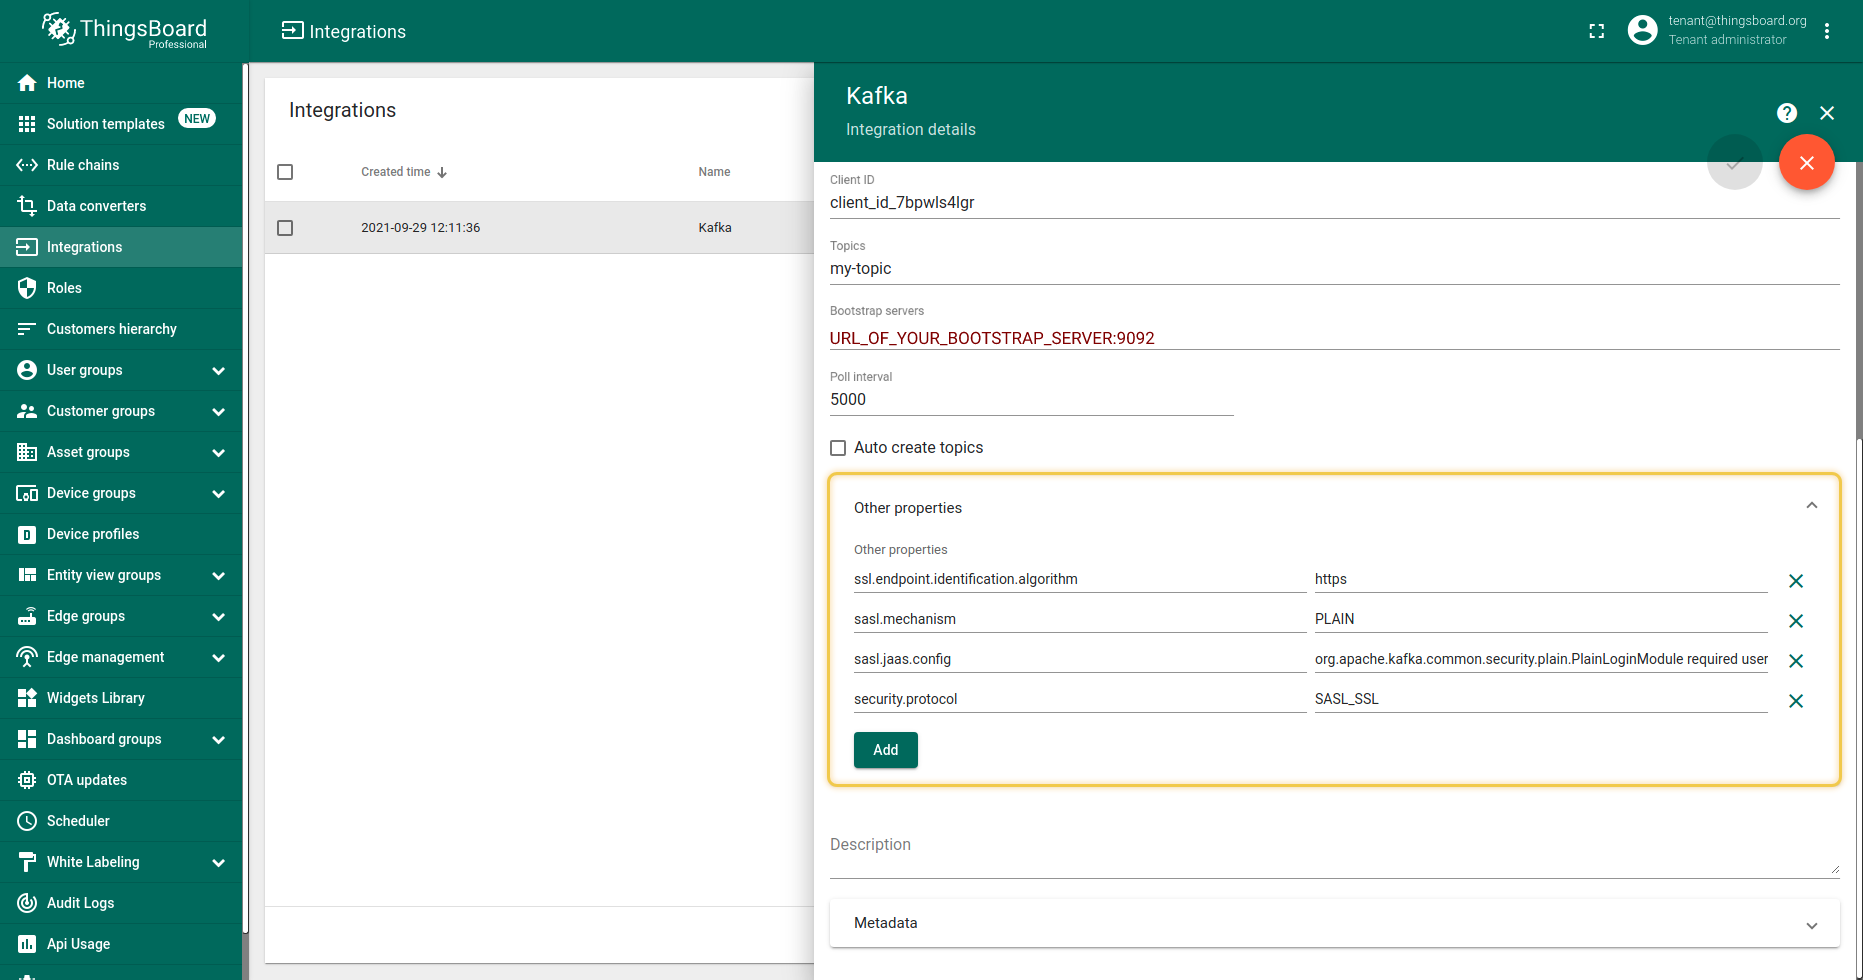 ThingsBoard
Professional
Integrations
tenant@thingsboard.org
Tenant administrator
Home
Solution templates NEW
Rule chains
Data converters
Integrations
Roles
Customers hierarchy
User groups
Customer groups
Asset groups
Device groups
Device profiles
Entity view groups
Edge groups
Edge management
Widgets Library
Dashboard groups
OTA updates
Scheduler
White Labeling
Audit Logs
Api Usage
Integrations
Created time Name
2021-09-29 12:11:36 Kafka
Kafka
Integration details
Client ID
client_id_7bpwls4lgr
Topics
my-topic
Bootstrap servers
URL_OF_YOUR_BOOTSTRAP_SERVER:9092
Poll interval
5000
Auto create topics
Other properties
Other properties
ssl.endpoint.identification.algorithm https
sasl.mechanism PLAIN
sasl.jaas.config org.apache.kafka.common.security.plain.PlainLoginModule required user
security.protocol SASL_SSL
Add
Description
Metadata